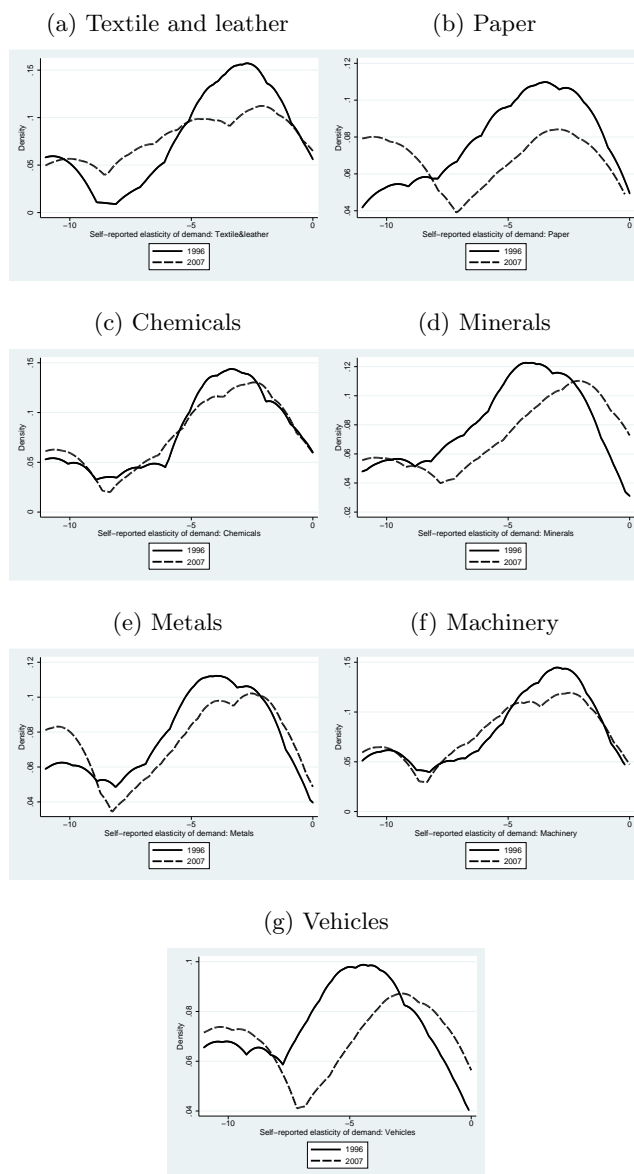 (a) Textile and leather
Density
0 .05 .1 .15
−10 −5 0
Self−reported elasticity of demand: Textile&leather
1996
2007
(b) Paper
Density
.04 .06 .08 .1 .12
−10 −5 0
Self−reported elasticity of demand: Paper
1996
2007
(c) Chemicals
Density
0 .05 .1 .15
−10 −5 0
Self−reported elasticity of demand: Chemicals
1996
2007
(d) Minerals
Density
.02 .04 .06 .08 .1 .12
−10 −5 0
Self−reported elasticity of demand: Minerals
1996
2007
(e) Metals
Density
.04 .06 .08 .1 .12
−10 −5 0
Self−reported elasticity of demand: Metals
1996
2007
(f) Machinery
Density
0 .05 .1 .15
−10 −5 0
Self−reported elasticity of demand: Machinery
1996
2007
(g) Vehicles
Density
.04 .06 .08 .1
−10 −5 0
Self−reported elasticity of demand: Vehicles
1996
2007